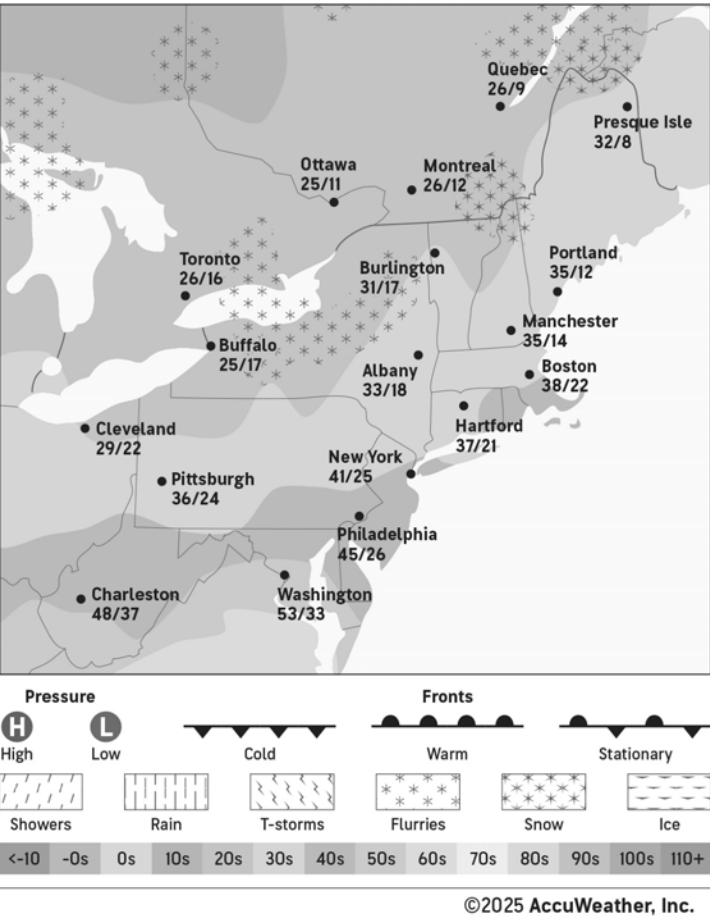 Quebec
26/9
Presque Isle
32/8
Ottawa
25/11
Montreal
26/12
Toronto
26/16
Burlington
31/17
Portland
35/12
Buffalo
25/17
Manchester
35/14
Albany
33/18
Boston
38/22
Cleveland
29/22
Hartford
37/21
New York
41/25
Pittsburgh
36/24
Philadelphia
45/26
Charleston
48/37
Washington
53/33
Pressure
Fronts
H
L
High
Low
Cold
Warm
Stationary
Showers
Rain
T-storms
Flurries
Snow
Ice
<-10 -0s 0s 10s 20s 30s 40s 50s 60s 70s 80s 90s 100s 110+
©2025 AccuWeather, Inc.